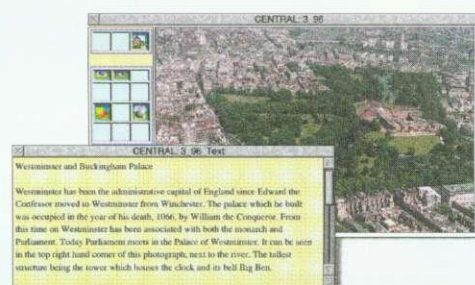 CENTRAL: 3_96
CENTRAL: 3_96 Text
Westminster and Buckingham Palace
Westminster has been the administrative capital of England since Edward the
Confessor moved to Westminster from Winchester. The palace which he built
was occupied in the year of his death, 1066, by William the Conqueror. From
this time on Westminster has been associated with both the monarch and
Parliament. Today Parliament meets in the Palace of Westminster. It can be seen
in the top right hand corner of this photograph, next to the river. The tallest
structure being the tower which houses the clock and its bell Big Ben.